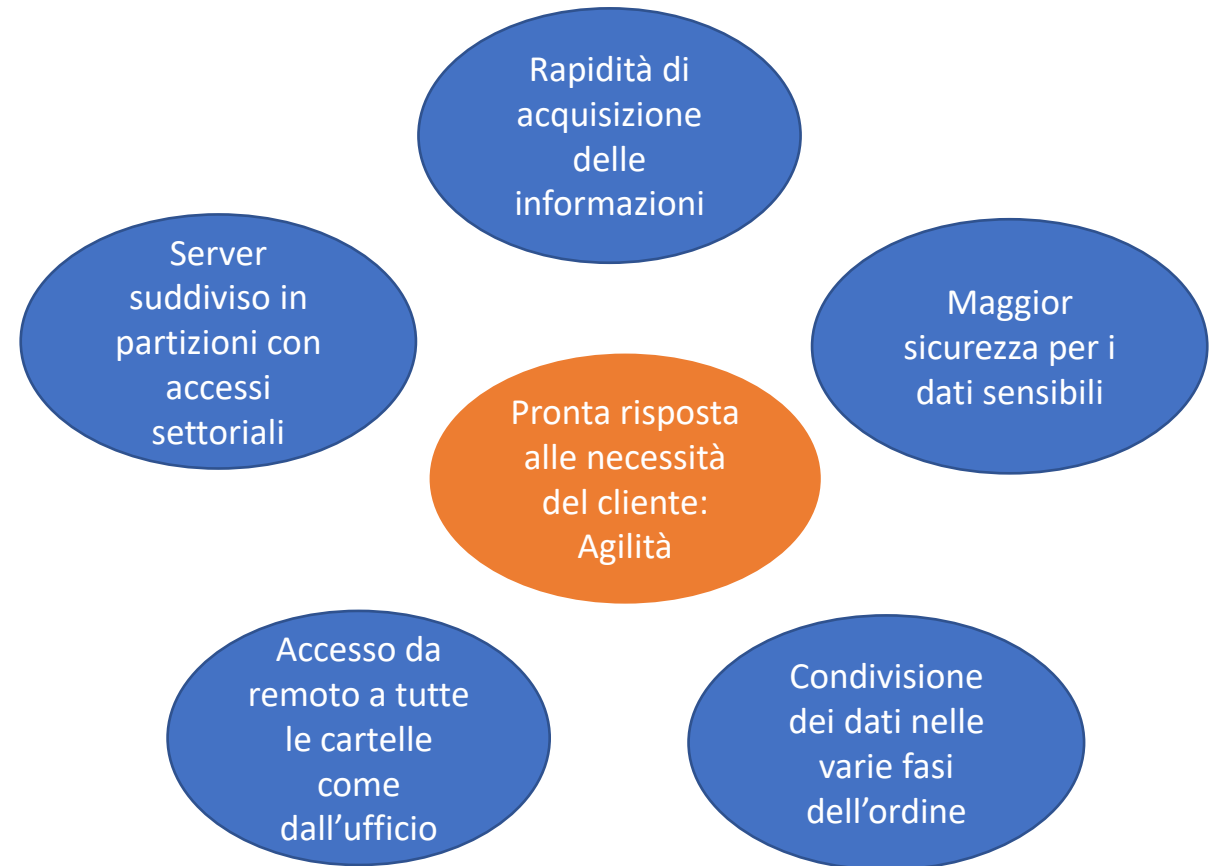 Rapidità di
acquisizione
delle
informazioni
Server
suddiviso in
partizioni con
accessi
settoriali
Maggior
sicurezza per i
dati sensibili
Pronta risposta
alle necessità
del cliente:
Agilità
Accesso da
remoto a tutte
le cartelle
come
dall’ufficio
Condivisione
dei dati nelle
varie fasi
dell’ordine